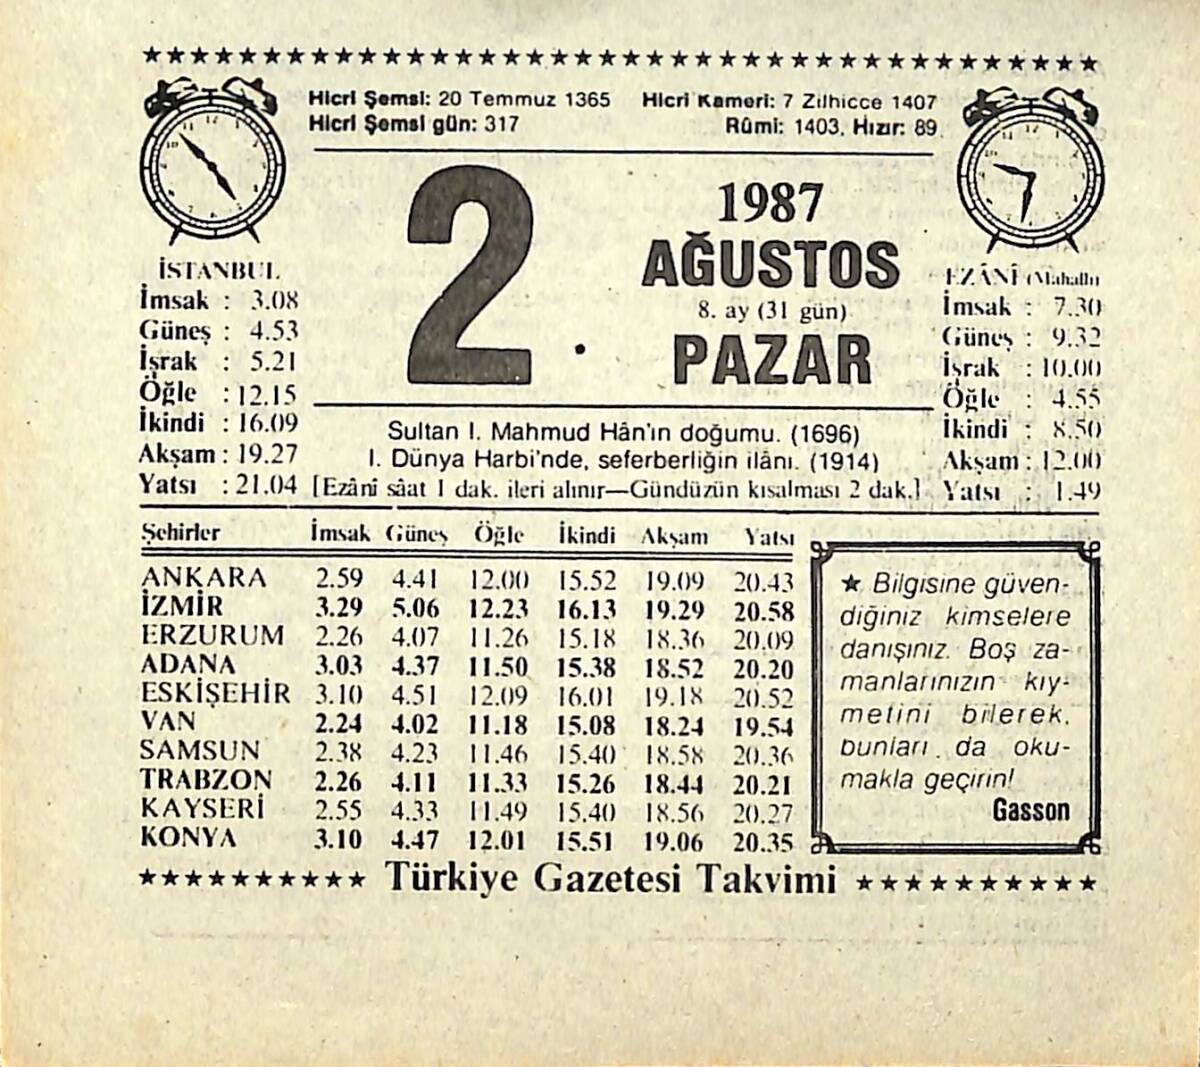 Hicri Şemsi: 20 Temmuz 1365 Hicri Kameri: 7 Zilhicce 1407
Hicri Şemsi gün: 317 Rûmi: 1403, Hızır: 89
2
1987
AĞUSTOS
8. ay (31 gün)
PAZAR
İSTANBUL
İmsak : 3.08
Güneş : 4.53
İşrak : 5.21
Öğle : 12.15
İkindi : 16.09
Akşam : 19.27
Yatsı : 21.04
EZÂNÎ (Mahalli)
İmsak : 7.30
Güneş : 9.32
İşrak : 10.00
Öğle : 4.55
İkindi : 8.50
Akşam : 12.00
Yatsı : 1.49
Sultan I. Mahmud Hân'ın doğumu. (1696)
I. Dünya Harbi'nde, seferberliğin ilânı. (1914)
[Ezânî sâat 1 dak. ileri alınır—Gündüzün kısalması 2 dak.]
Şehirler İmsak Güneş Öğle İkindi Akşam Yatsı
ANKARA 2.59 4.41 12.00 15.52 19.09 20.43
İZMİR 3.29 5.06 12.23 16.13 19.29 20.58
ERZURUM 2.26 4.07 11.26 15.18 18.36 20.09
ADANA 3.03 4.37 11.50 15.38 18.52 20.20
ESKİŞEHİR 3.10 4.51 12.09 16.01 19.18 20.52
VAN 2.24 4.02 11.18 15.08 18.24 19.54
SAMSUN 2.38 4.23 11.46 15.40 18.58 20.36
TRABZON 2.26 4.11 11.33 15.26 18.44 20.21
KAYSERİ 2.55 4.33 11.49 15.40 18.56 20.27
KONYA 3.10 4.47 12.01 15.51 19.06 20.35
★ Bilgisine güven-
diğiniz kimselere
danışınız. Boş za-
manlarınızın kıy-
metini bilerek,
bunları da oku-
makla geçirin!
Gasson
Türkiye Gazetesi Takvimi